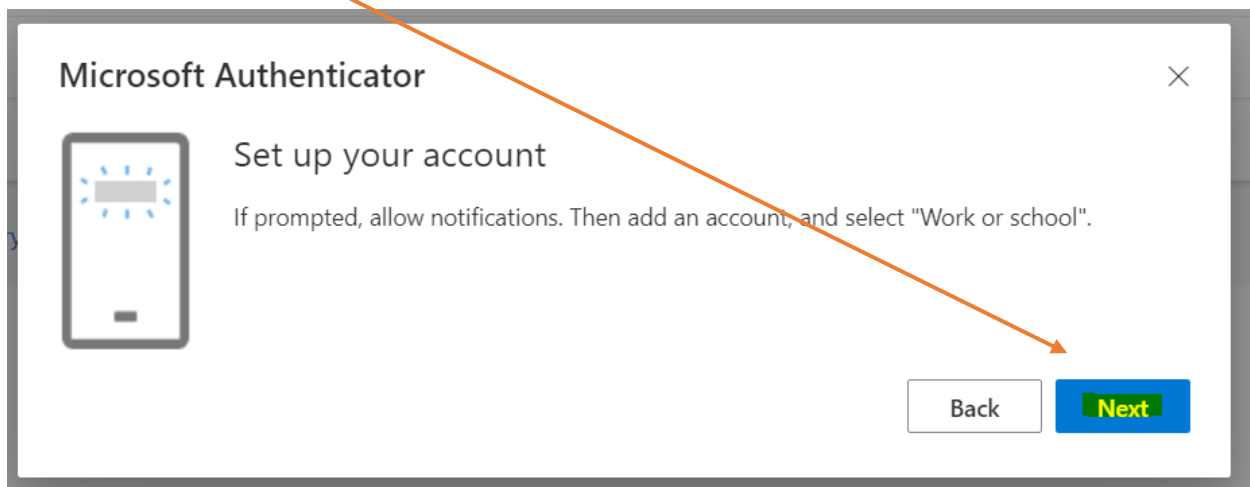 Microsoft Authenticator
Set up your account
If prompted, allow notifications. Then add an account, and select "Work or school".
Back
Next